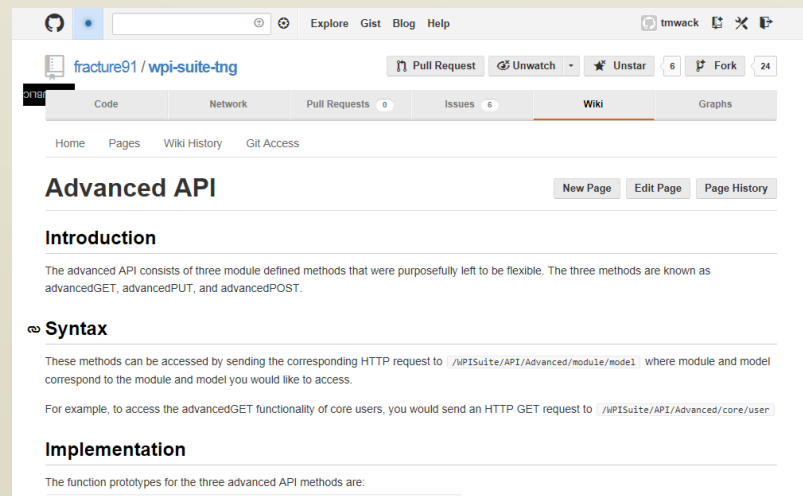 Explore Gist Blog Help tmwack
fracture91 / wpi-suite-tng Pull Request Unwatch Unstar 6 Fork 24
Code Network Pull Requests 0 Issues 6 Wiki Graphs
Home Pages Wiki History Git Access
Advanced API New Page Edit Page Page History
Introduction
The advanced API consists of three module defined methods that were purposefully left to be flexible. The three methods are known as
advancedGET, advancedPUT, and advancedPOST.
Syntax
These methods can be accessed by sending the corresponding HTTP request to /WPISuite/API/Advanced/module/model where module and model
correspond to the module and model you would like to access.
For example, to access the advancedGET functionality of core users, you would send an HTTP GET request to /WPISuite/API/Advanced/core/user
Implementation
The function prototypes for the three advanced API methods are: